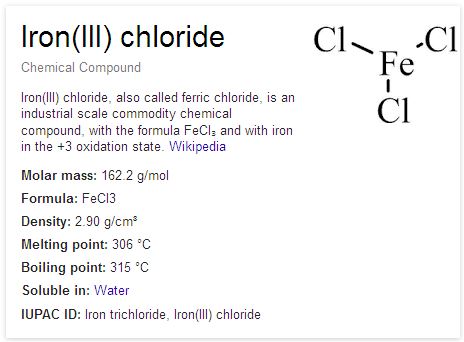 Iron(III) chloride
Chemical Compound
Iron(III) chloride, also called ferric chloride, is an
industrial scale commodity chemical
compound, with the formula FeCl₃ and with iron
in the +3 oxidation state. Wikipedia
Molar mass: 162.2 g/mol
Formula: FeCl3
Density: 2.90 g/cm³
Melting point: 306 °C
Boiling point: 315 °C
Soluble in: Water
IUPAC ID: Iron trichloride, Iron(III) chloride
Cl Cl
Fe
Cl